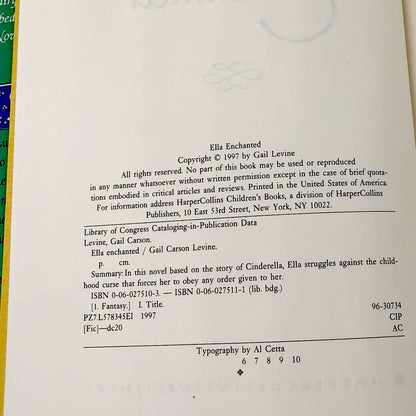 Ella Enchanted
Copyright © 1997 by Gail Levine
All rights reserved. No part of this book may be used or reproduced
in any manner whatsoever without written permission except in the case of brief quota-
tions embodied in critical articles and reviews. Printed in the United States of America.
For information address HarperCollins Children's Books, a division of HarperCollins
Publishers, 10 East 53rd Street, New York, NY 10022.
Library of Congress Cataloging-in-Publication Data
Levine, Gail Carson.
Ella enchanted / Gail Carson Levine.
p. cm.
Summary: In this novel based on the story of Cinderella, Ella struggles against the child-
hood curse that forces her to obey any order given to her.
ISBN 0-06-027510-3. — ISBN 0-06-027511-1 (lib. bdg.)
[1. Fantasy.] I. Title.
PZ7.L578345El 1997 96-30734
[Fic]—dc20 CIP
AC
Typography by Al Cetta
6 7 8 9 10